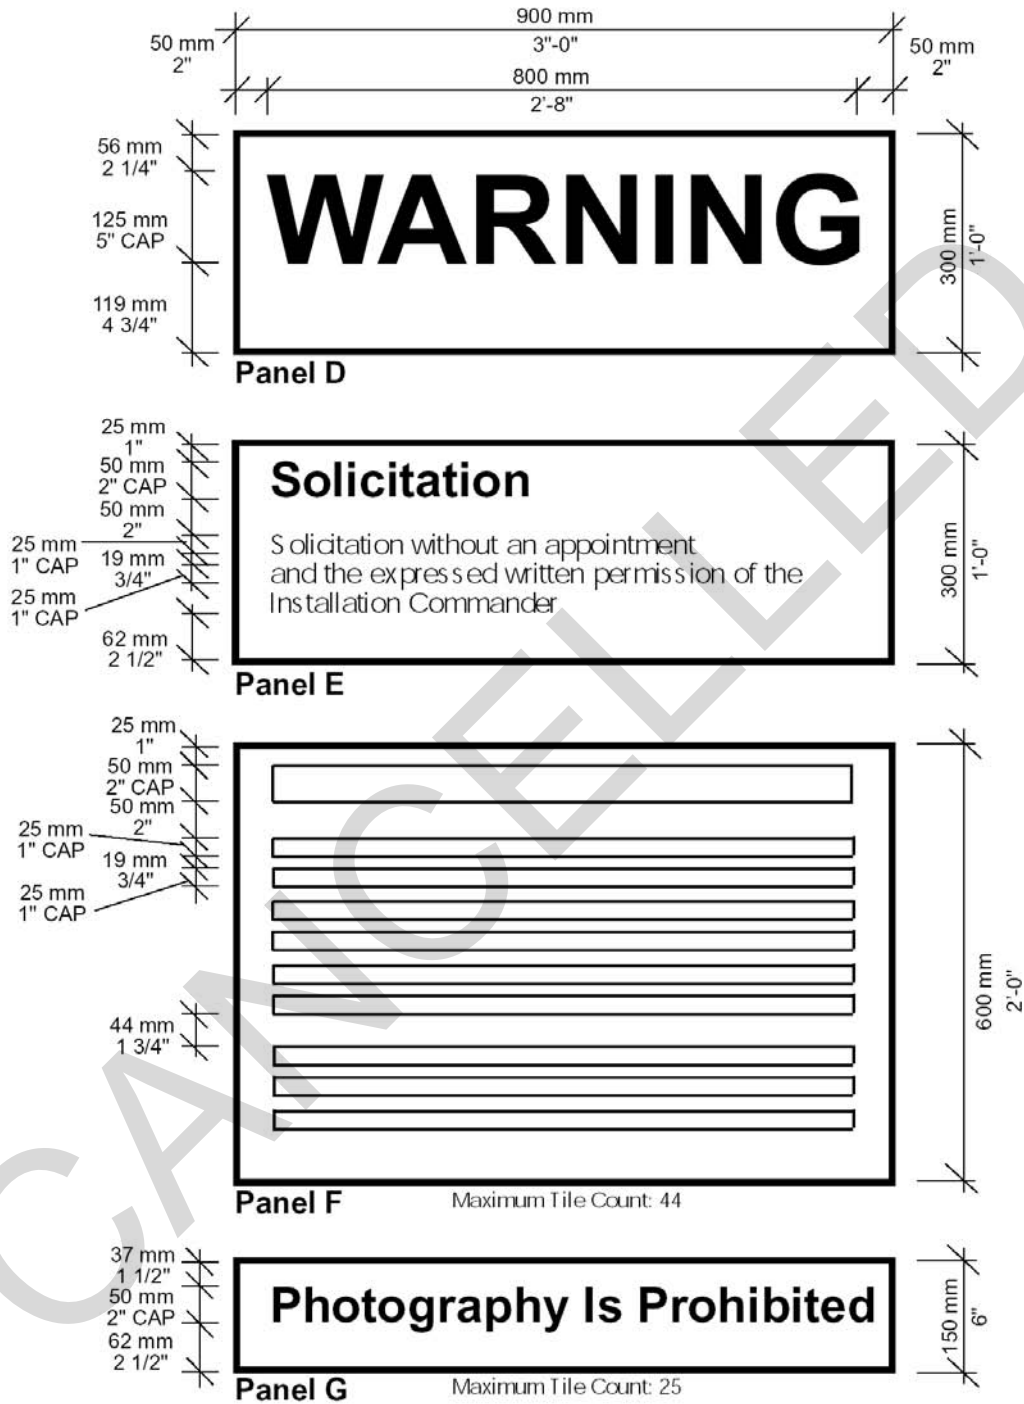 900 mm
3"-0"
50 mm
2"
50 mm
2"
800 mm
2'-8"
56 mm
2 1/4"
125 mm
5" CAP
119 mm
4 3/4"
WARNING
300 mm
1'-0"
Panel D
25 mm
1"
50 mm
2" CAP
50 mm
2"
25 mm
1" CAP
19 mm
3/4"
25 mm
1" CAP
62 mm
2 1/2"
Solicitation
Solicitation without an appointment
and the expressed written permission of the
Installation Commander
300 mm
1'-0"
Panel E
25 mm
1"
50 mm
2" CAP
50 mm
2"
25 mm
1" CAP
19 mm
3/4"
25 mm
1" CAP
44 mm
1 3/4"
600 mm
2'-0"
Panel F
Maximum Tile Count: 44
37 mm
1 1/2"
50 mm
2" CAP
62 mm
2 1/2"
Photography Is Prohibited
150 mm
6"
Panel G
Maximum Tile Count: 25
CANCELLED